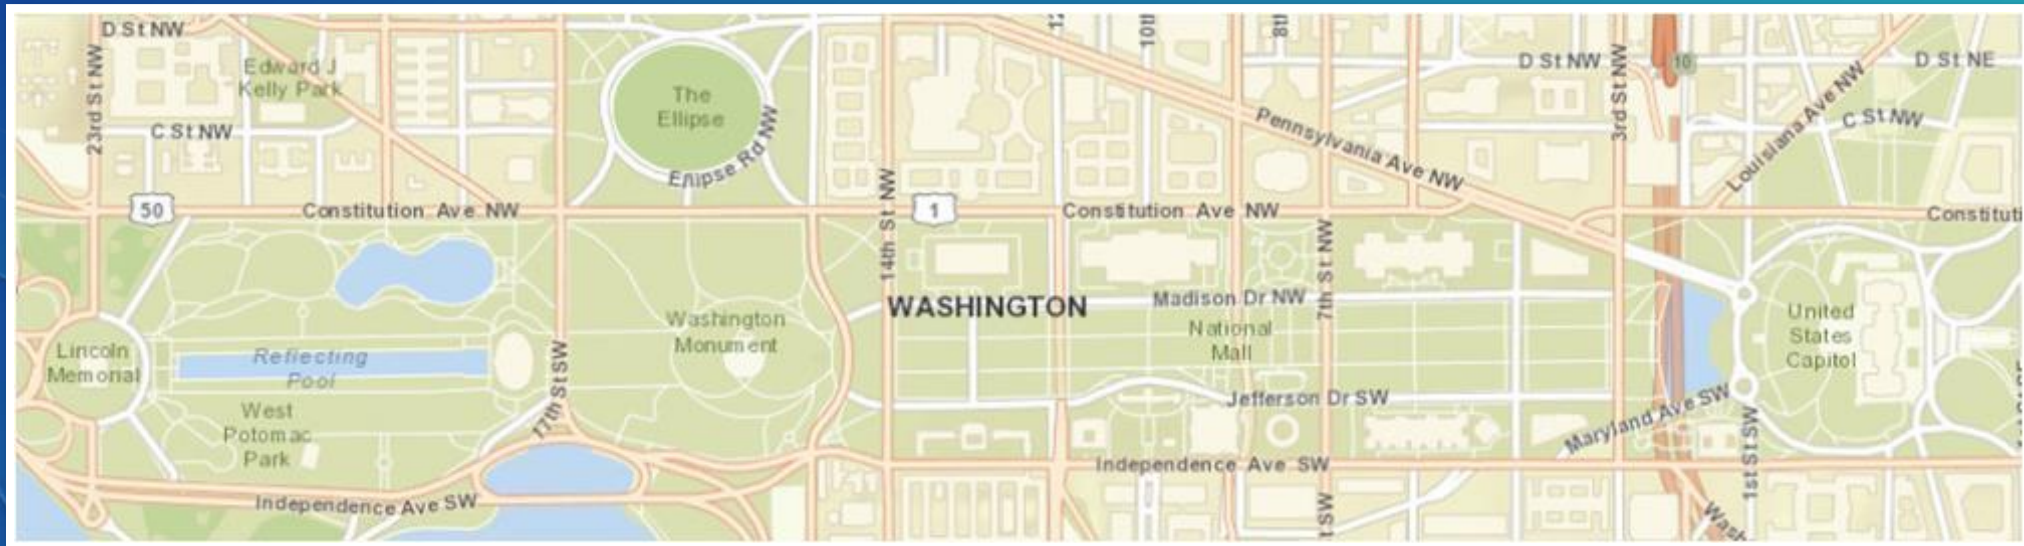 D St NW
23rd St NW
Edward J
Kelly Park
C St NW
50
Constitution Ave NW
The
Ellipse
Ellipse Rd NW
14th St NW
1
10th
Pennsylvania Ave NW
Constitution Ave NW
7th St NW
D St NW
3rd St NW
10
Louisiana Ave NW
D St NE
C St NW
Constituti
Lincoln
Memorial
Reflecting
Pool
West
Potomac
Park
17th St SW
Washington
Monument
WASHINGTON
Madison Dr NW
National
Mall
Jefferson Dr SW
Maryland Ave SW
United
States
Capitol
1st St SW
Independence Ave SW
Independence Ave SW
t SW
Wash